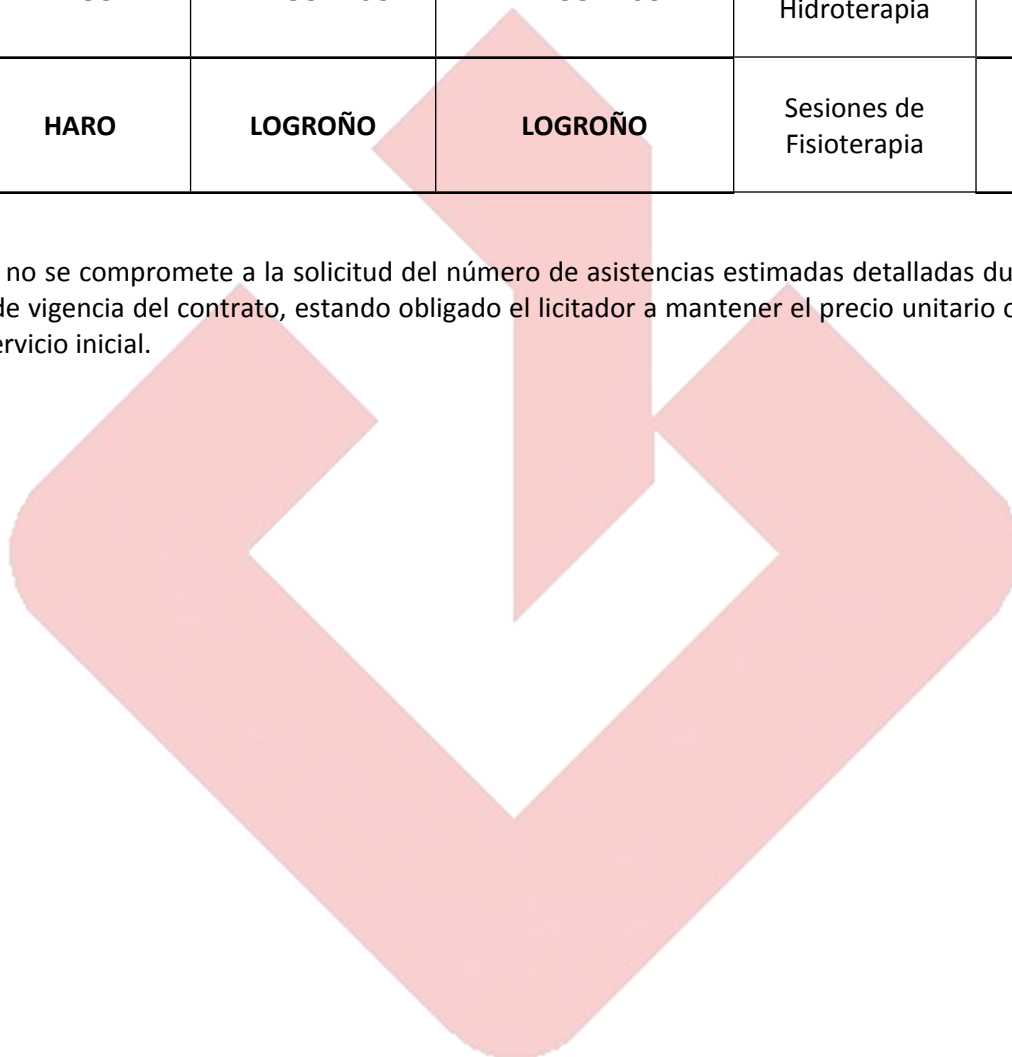 Hidroterapia
HARO LOGROÑO LOGROÑO Sesiones de
Fisioterapia
no se compromete a la solicitud del número de asistencias estimadas detalladas du
de vigencia del contrato, estando obligado el licitador a mantener el precio unitario
ervicio inicial.